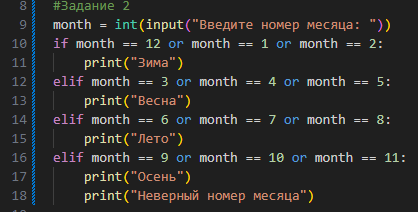 8 #Задание 2
9 month = int(input("Введите номер месяца: "))
10 if month == 12 or month == 1 or month == 2:
11     print("Зима")
12 elif month == 3 or month == 4 or month == 5:
13     print("Весна")
14 elif month == 6 or month == 7 or month == 8:
15     print("Лето")
16 elif month == 9 or month == 10 or month == 11:
17     print("Осень")
18     print("Неверный номер месяца")